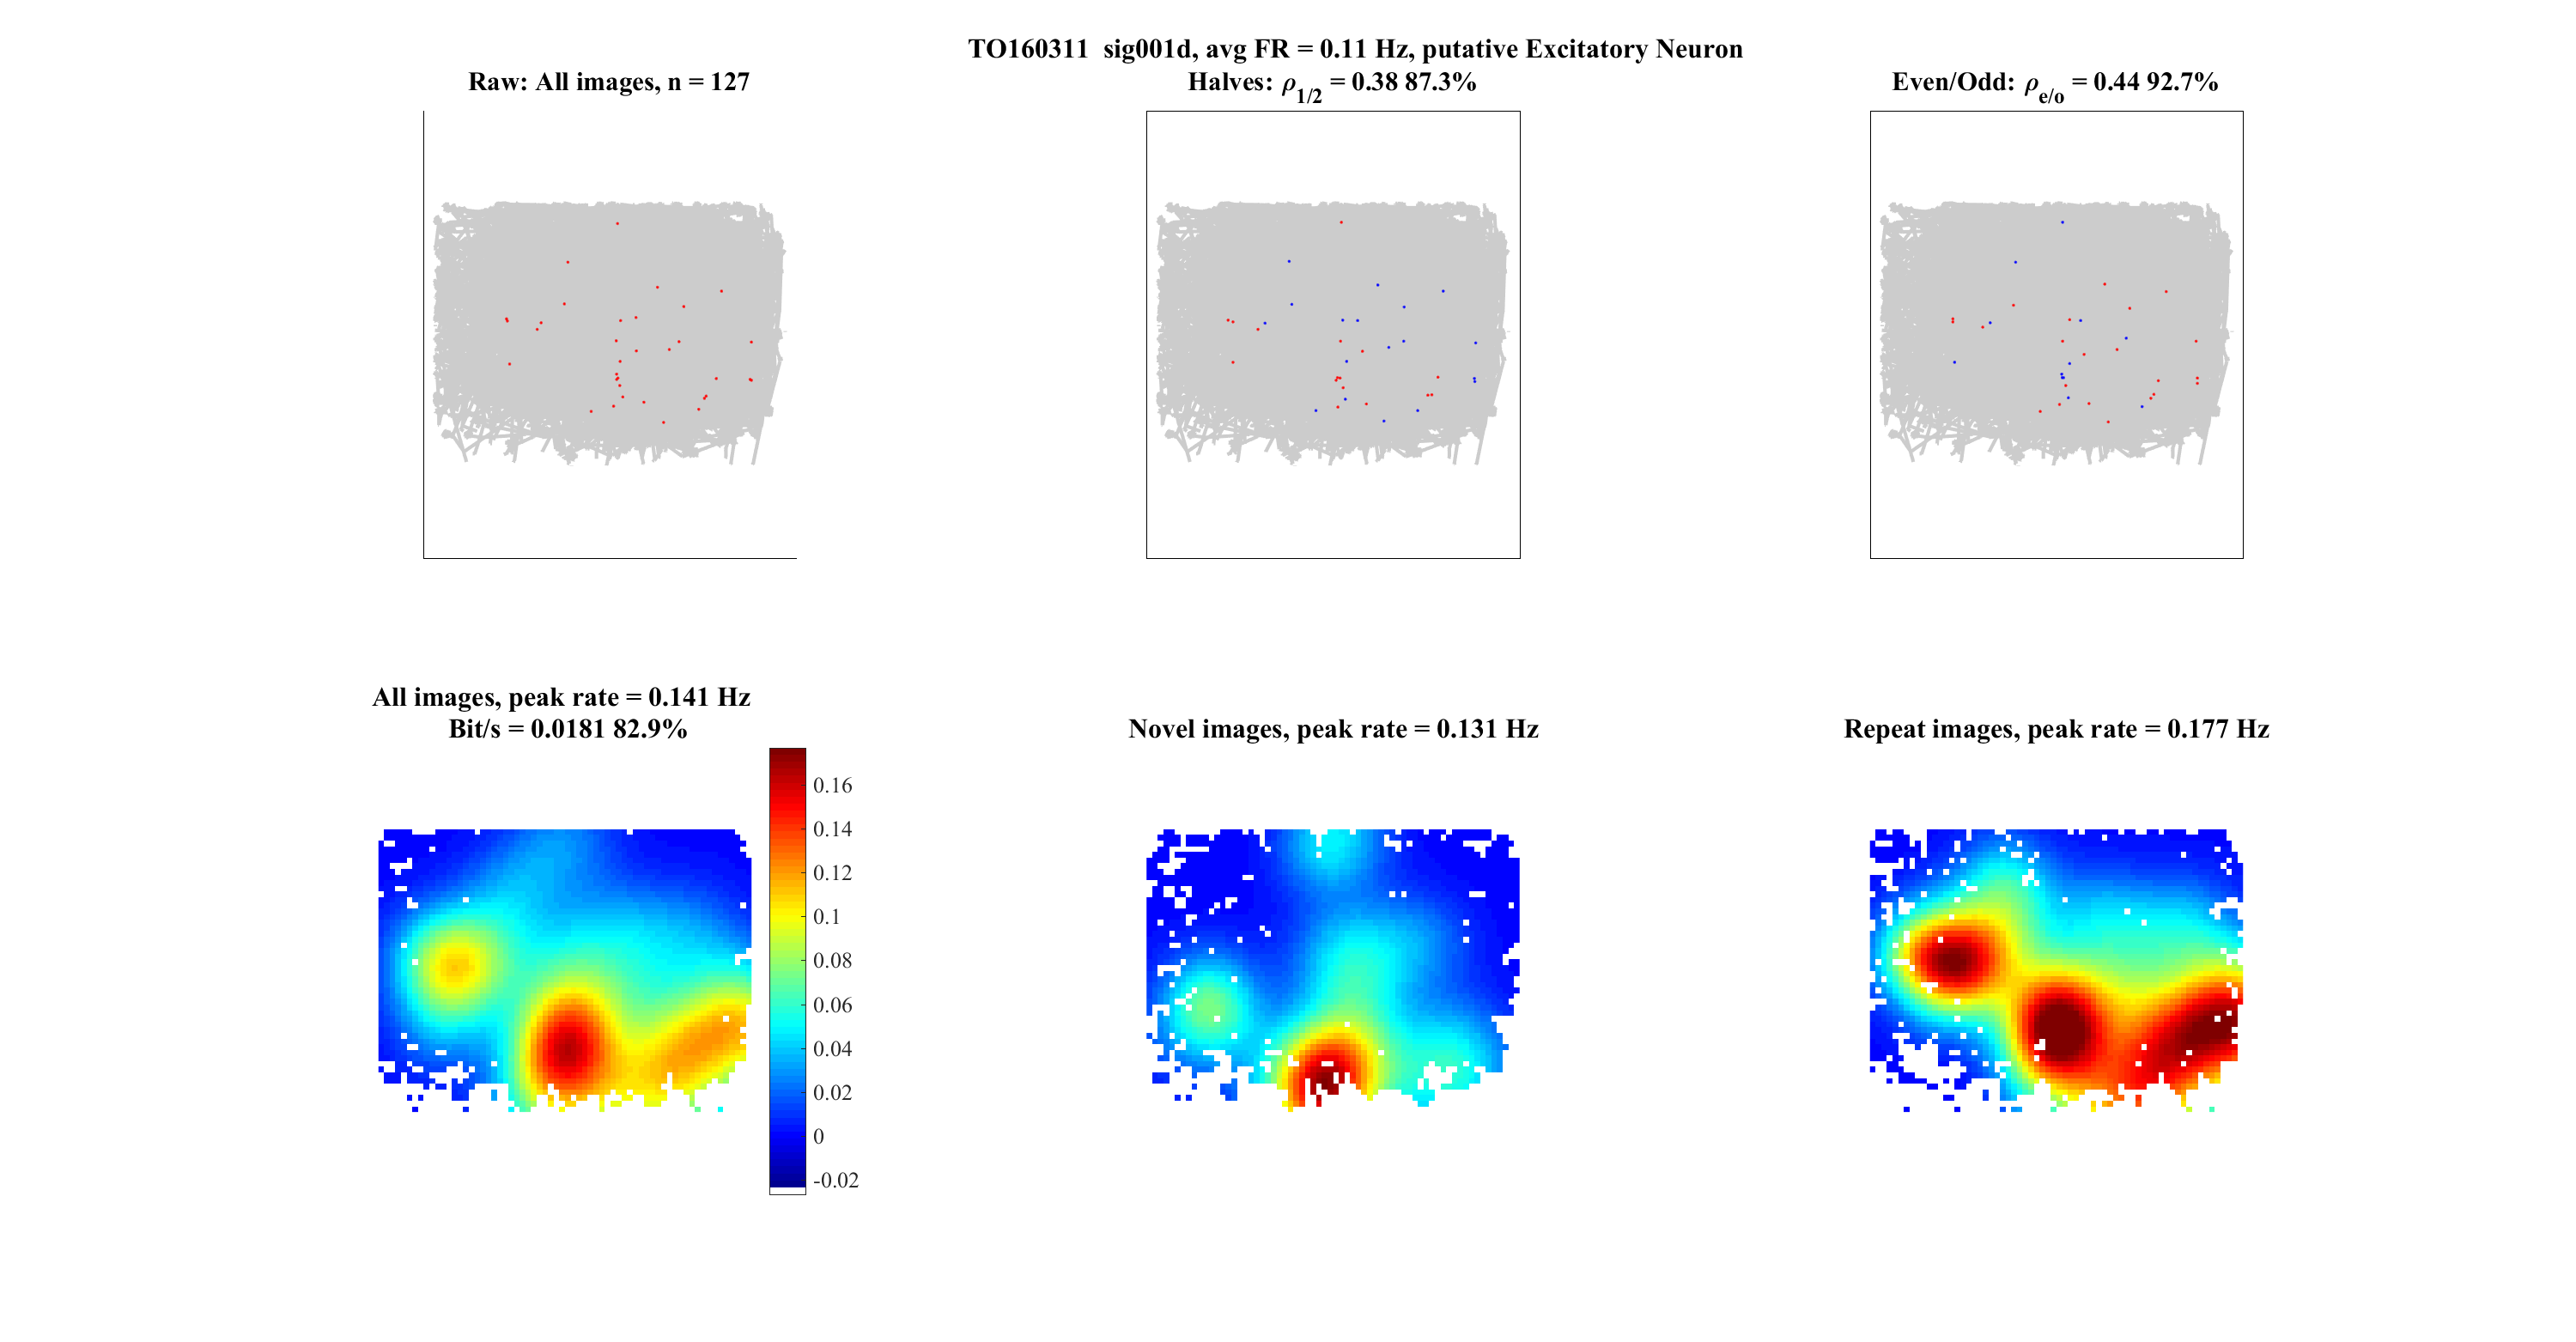 TO160311  sig001d, avg FR = 0.11 Hz, putative Excitatory Neuron
Raw: All images, n = 127
Halves: ρ1/2 = 0.38 87.3%
Even/Odd: ρe/o = 0.44 92.7%
All images, peak rate = 0.141 Hz
Bit/s = 0.0181 82.9%
Novel images, peak rate = 0.131 Hz
Repeat images, peak rate = 0.177 Hz
0.16
0.14
0.12
0.1
0.08
0.06
0.04
0.02
0
-0.02